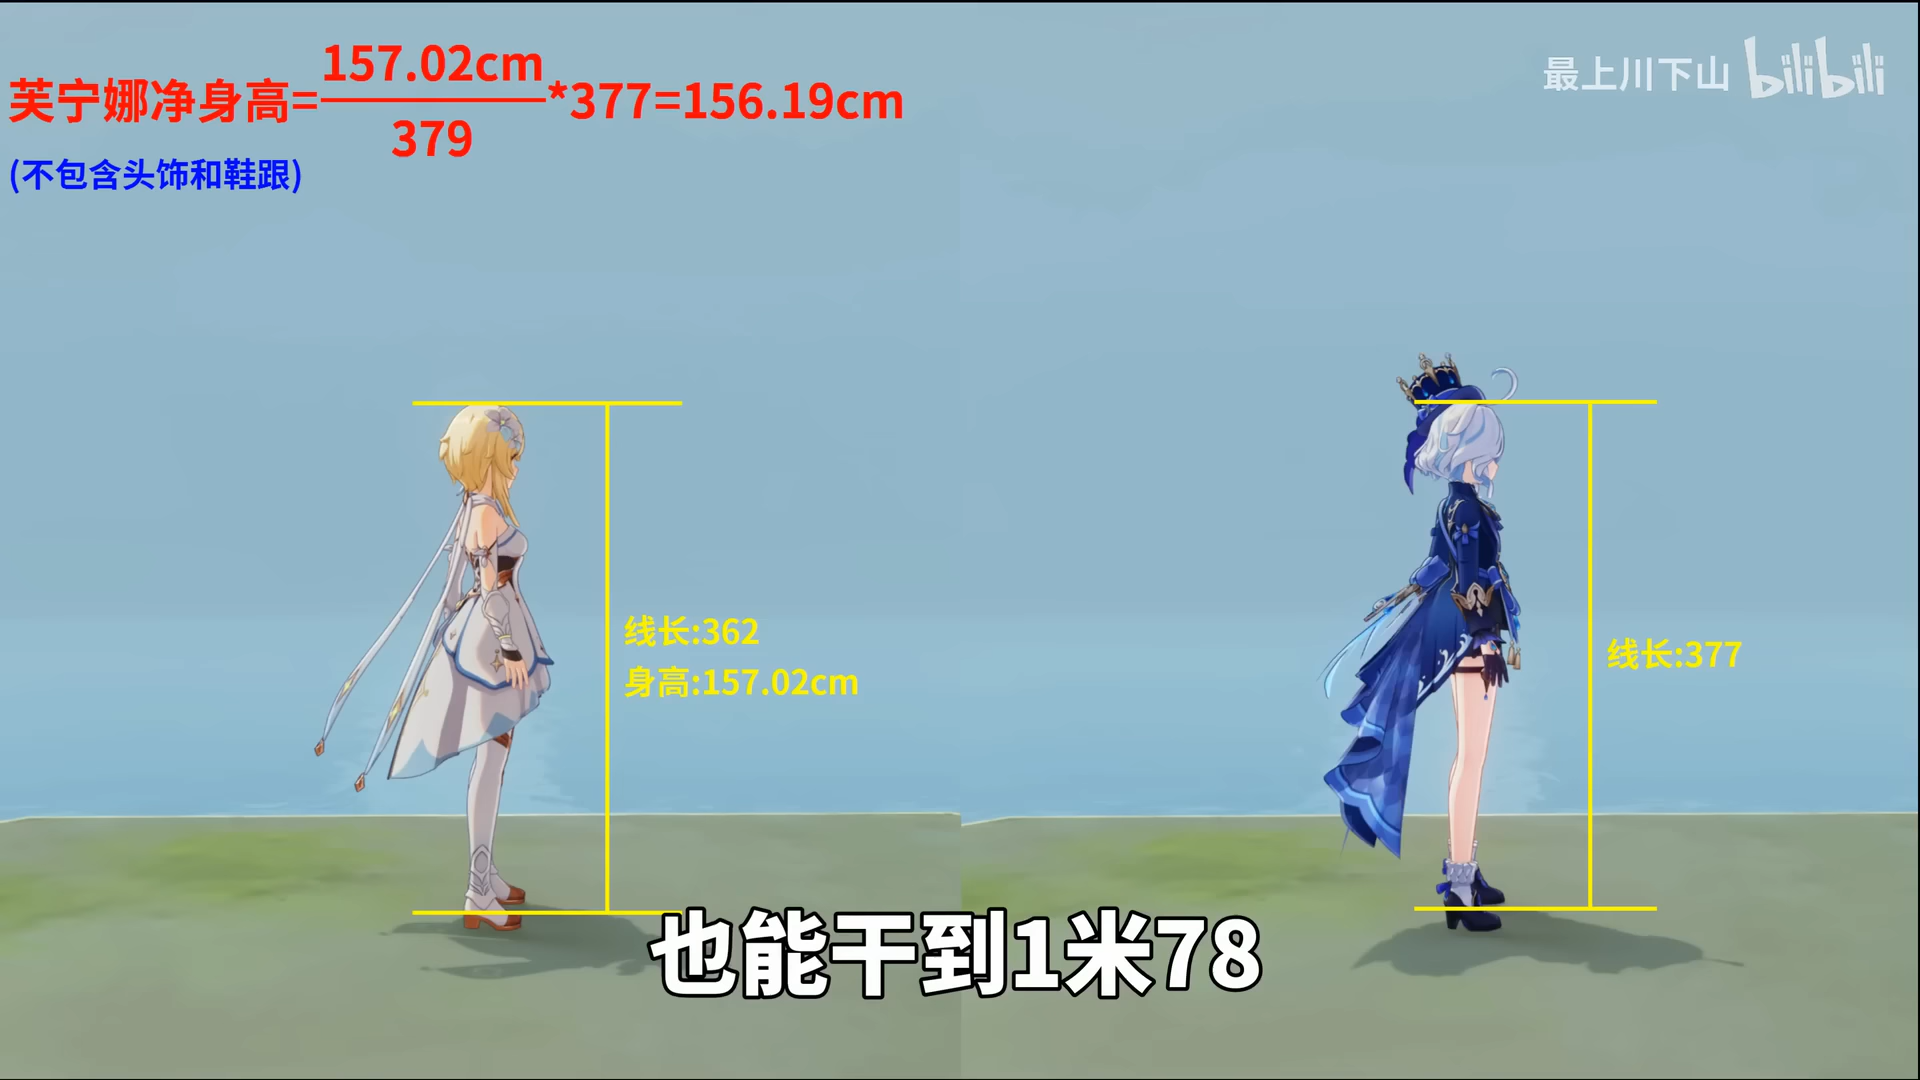 芙宁娜净身高=157.02cm/379*377=156.19cm
(不包含头饰和鞋跟)
最上川下山 bilibili
线长:362
身高:157.02cm
线长:377
也能干到1米78